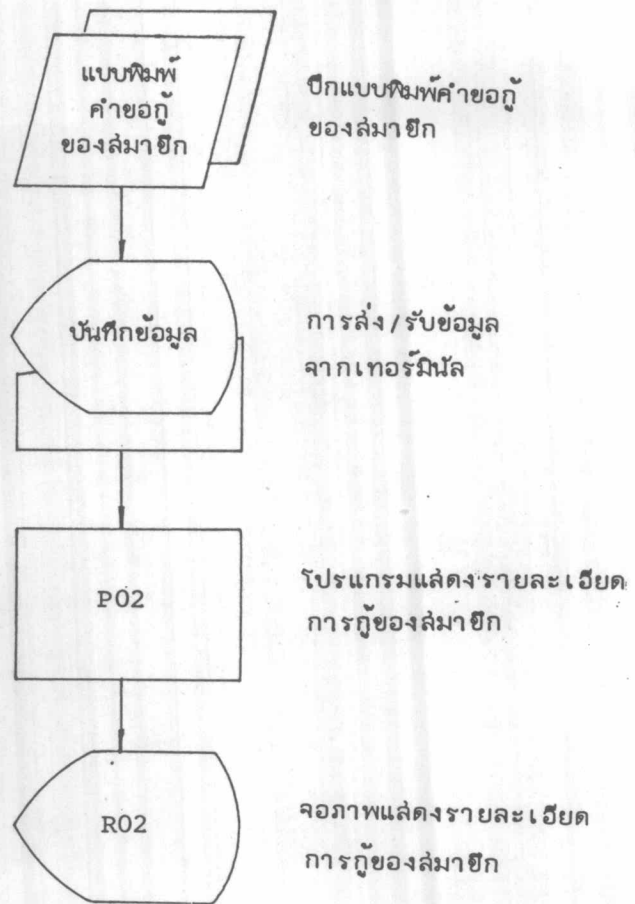 แบบพิมพ์
คำขอกู้
ของสมาชิก
ปึกแบบพิมพ์คำขอกู้
ของสมาชิก
บันทึกข้อมูล
การส่ง/รับข้อมูล
จากเทอร์มินัล
P02
โปรแกรมแสดงรายละเอียด
การกู้ของสมาชิก
R02
จอภาพแสดงรายละเอียด
การกู้ของสมาชิก